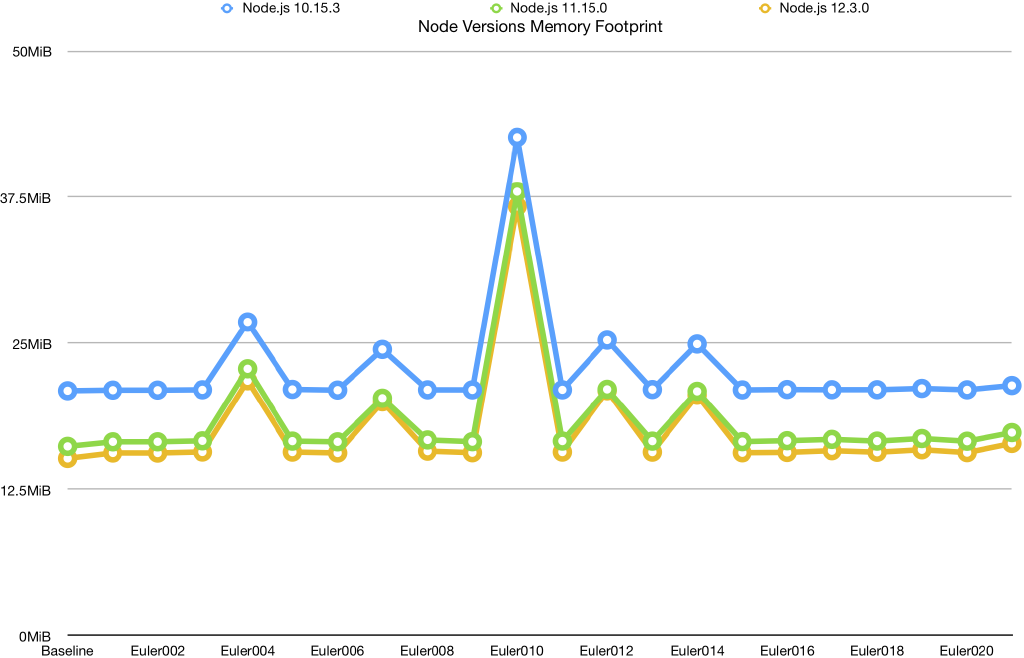 Node.js 10.15.3 Node.js 11.15.0 Node.js 12.3.0
Node Versions Memory Footprint
50MiB
37.5MiB
25MiB
12.5MiB
0MiB
Baseline Euler002 Euler004 Euler006 Euler008 Euler010 Euler012 Euler014 Euler016 Euler018 Euler020